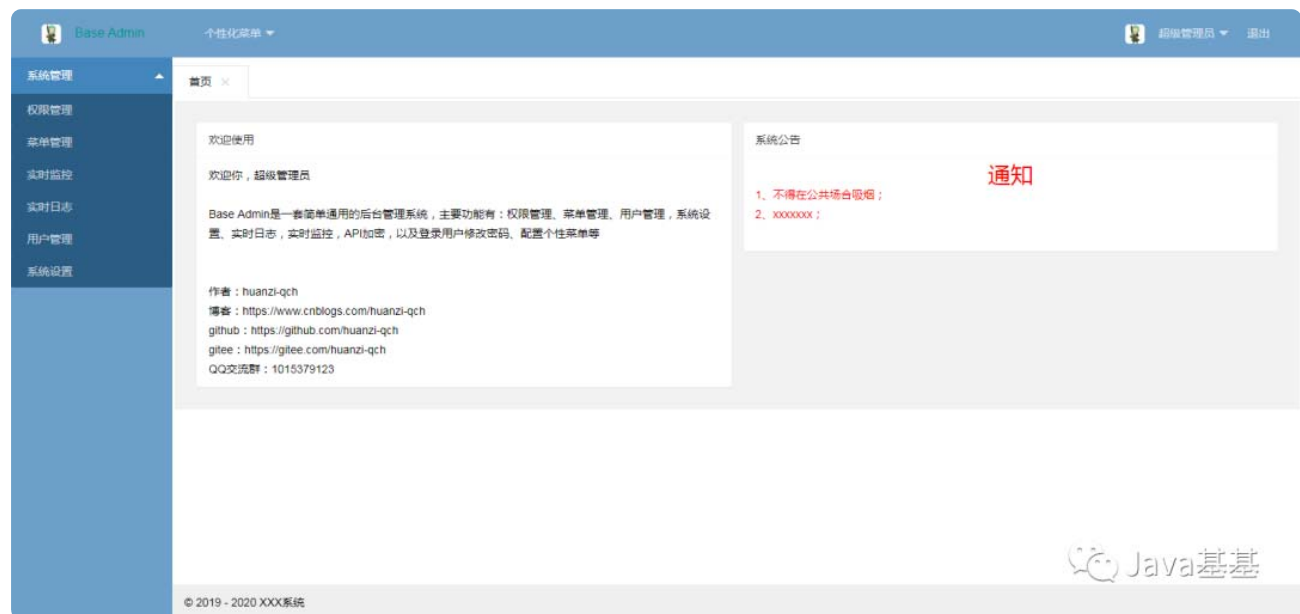 Base Admin
个性化菜单
超级管理员
退出
系统管理
权限管理
菜单管理
实时监控
实时日志
用户管理
系统设置
首页
欢迎使用
欢迎你，超级管理员
Base Admin是一套简单通用的后台管理系统，主要功能有：权限管理、菜单管理、用户管理，系统设
置、实时日志，实时监控，API加密，以及登录用户修改密码、配置个性菜单等
作者：huanzi-qch
博客：https://www.cnblogs.com/huanzi-qch
github：https://github.com/huanzi-qch
gitee：https://gitee.com/huanzi-qch
QQ交流群：1015379123
系统公告
通知
1、不得在公共场合吸烟；
2、xxxxxxx；
Java基基
© 2019 - 2020 XXX系统